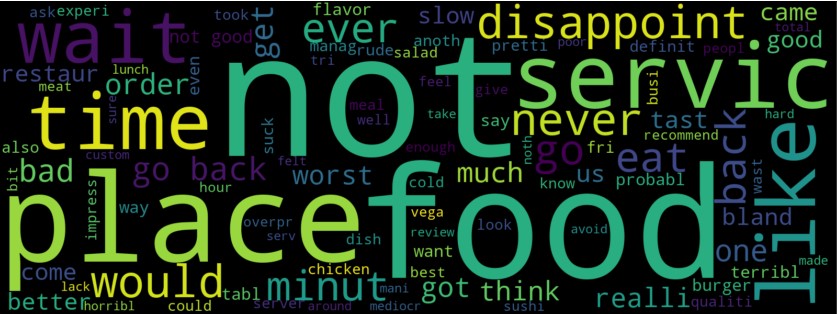 ask experi took flavor slow disappoint came
wait not good get ever manag rude anoth pretti definit poor peopl total good
restaur lunch order even tri salad not servic
meat sure time meal feel give busi
well take say never tast hard
also custom suck enough noth fri recommend back like
bad go back felt worst much go eat
bit hour cold know us probabl wast
place impress way food vega bland
overpr serv dish look avoid review want one
come lack would chicken best terribl made
minut mani got think realli burger
better horribl could tabl server around mediocr sushi qualiti